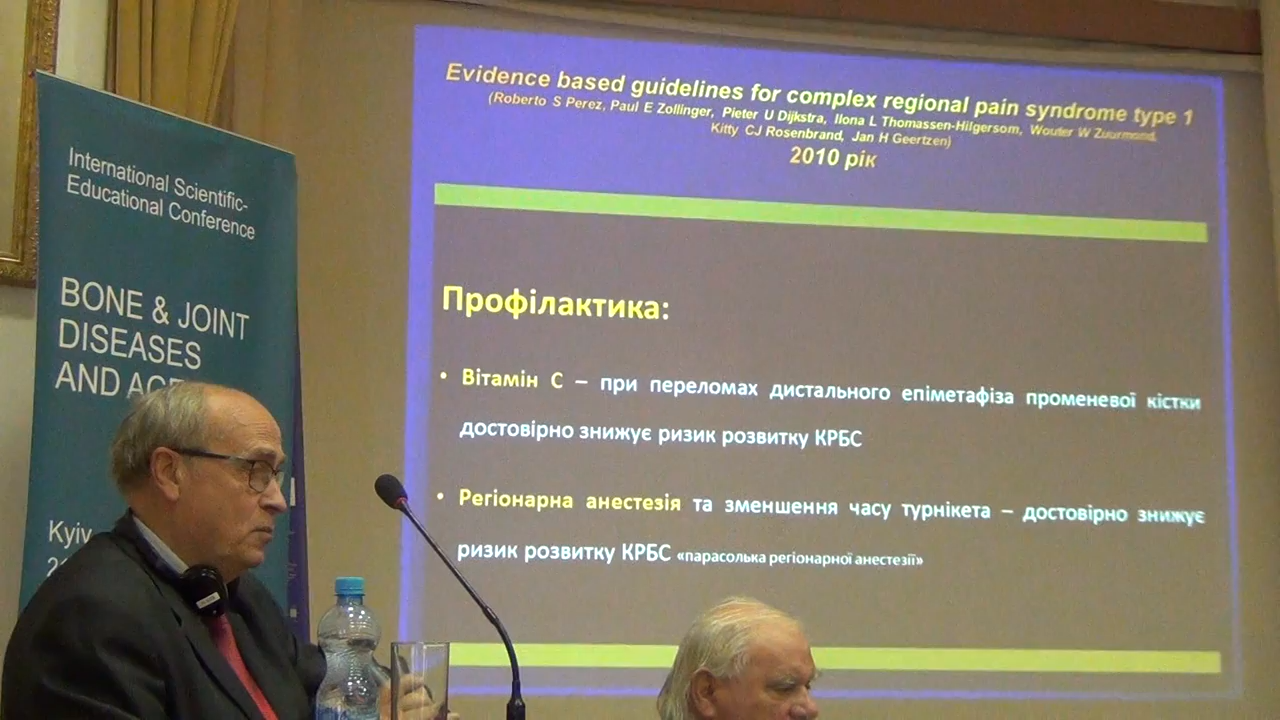 International Scientific-
Educational Conference
BONE & JOINT
DISEASES
AND
Kyiv
Evidence based guidelines for complex regional pain syndrome type 1
(Roberto S Perez, Paul E Zollinger, Pieter U Dijkstra, Ilona L Thomassen-Hilgersom, Wouter W Zuurmond,
Kitty CJ Rosenbrand, Jan H Geertzen)
2010 рік
Профілактика:
• Вітамін С – при переломах дистального епіметафіза променевої кістки
достовірно знижує ризик розвитку КРБС
• Регіонарна анестезія та зменшення часу турнікета – достовірно знижує
ризик розвитку КРБС «парасолька регіонарної анестезії»